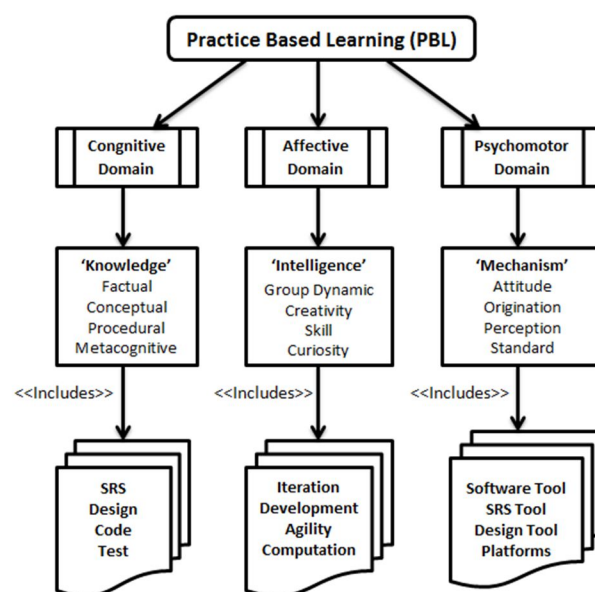 Practice Based Learning (PBL)
Congnitive
Domain
Affective
Domain
Psychomotor
Domain
'Knowledge'
Factual
Conceptual
Procedural
Metacognitive
'Intelligence'
Group Dynamic
Creativity
Skill
Curiosity
'Mechanism'
Attitude
Origination
Perception
Standard
<<Includes>>
<<Includes>>
<<Includes>>
SRS
Design
Code
Test
Iteration
Development
Agility
Computation
Software Tool
SRS Tool
Design Tool
Platforms